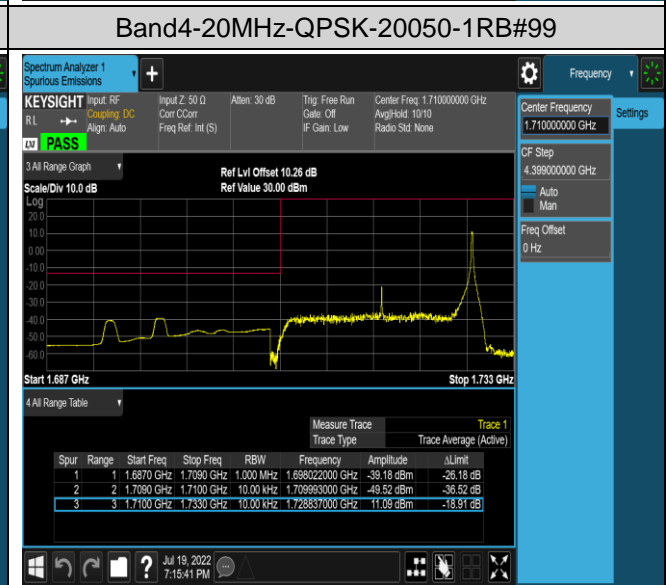 Band4-20MHz-QPSK-20050-1RB#99
Spectrum Analyzer 1
Spurious Emissions
+
Frequency
KEYSIGHT
RL
PASS
Input: RF
Coupling: DC
Align: Auto
Input Z: 50 Ω
Corr CCorr
Freq Ref: Int (S)
Atten: 30 dB
Trig: Free Run
Gate: Off
IF Gain: Low
Center Freq: 1.710000000 GHz
Avg|Hold: 10/10
Radio Std: None
Center Frequency
1.710000000 GHz
Settings
CF Step
4.399000000 GHz
Auto
Man
Freq Offset
0 Hz
3 All Range Graph
Scale/Div 10.0 dB
Ref Lvl Offset 10.26 dB
Ref Value 30.00 dBm
Log
20.0
10.0
0.00
-10.0
-20.0
-30.0
-40.0
-50.0
-60.0
Start 1.687 GHz
Stop 1.733 GHz
4 All Range Table
Measure Trace Trace 1
Trace Type Trace Average (Active)
Spur Range Start Freq Stop Freq RBW Frequency Amplitude ΔLimit
1 1 1.6870 GHz 1.7090 GHz 1.000 MHz 1.698022000 GHz -39.18 dBm -26.18 dB
2 2 1.7090 GHz 1.7100 GHz 10.00 kHz 1.709993000 GHz -49.52 dBm -36.52 dB
3 3 1.7100 GHz 1.7330 GHz 10.00 kHz 1.728837000 GHz 11.09 dBm -18.91 dB
?
Jul 19, 2022
7:15:41 PM